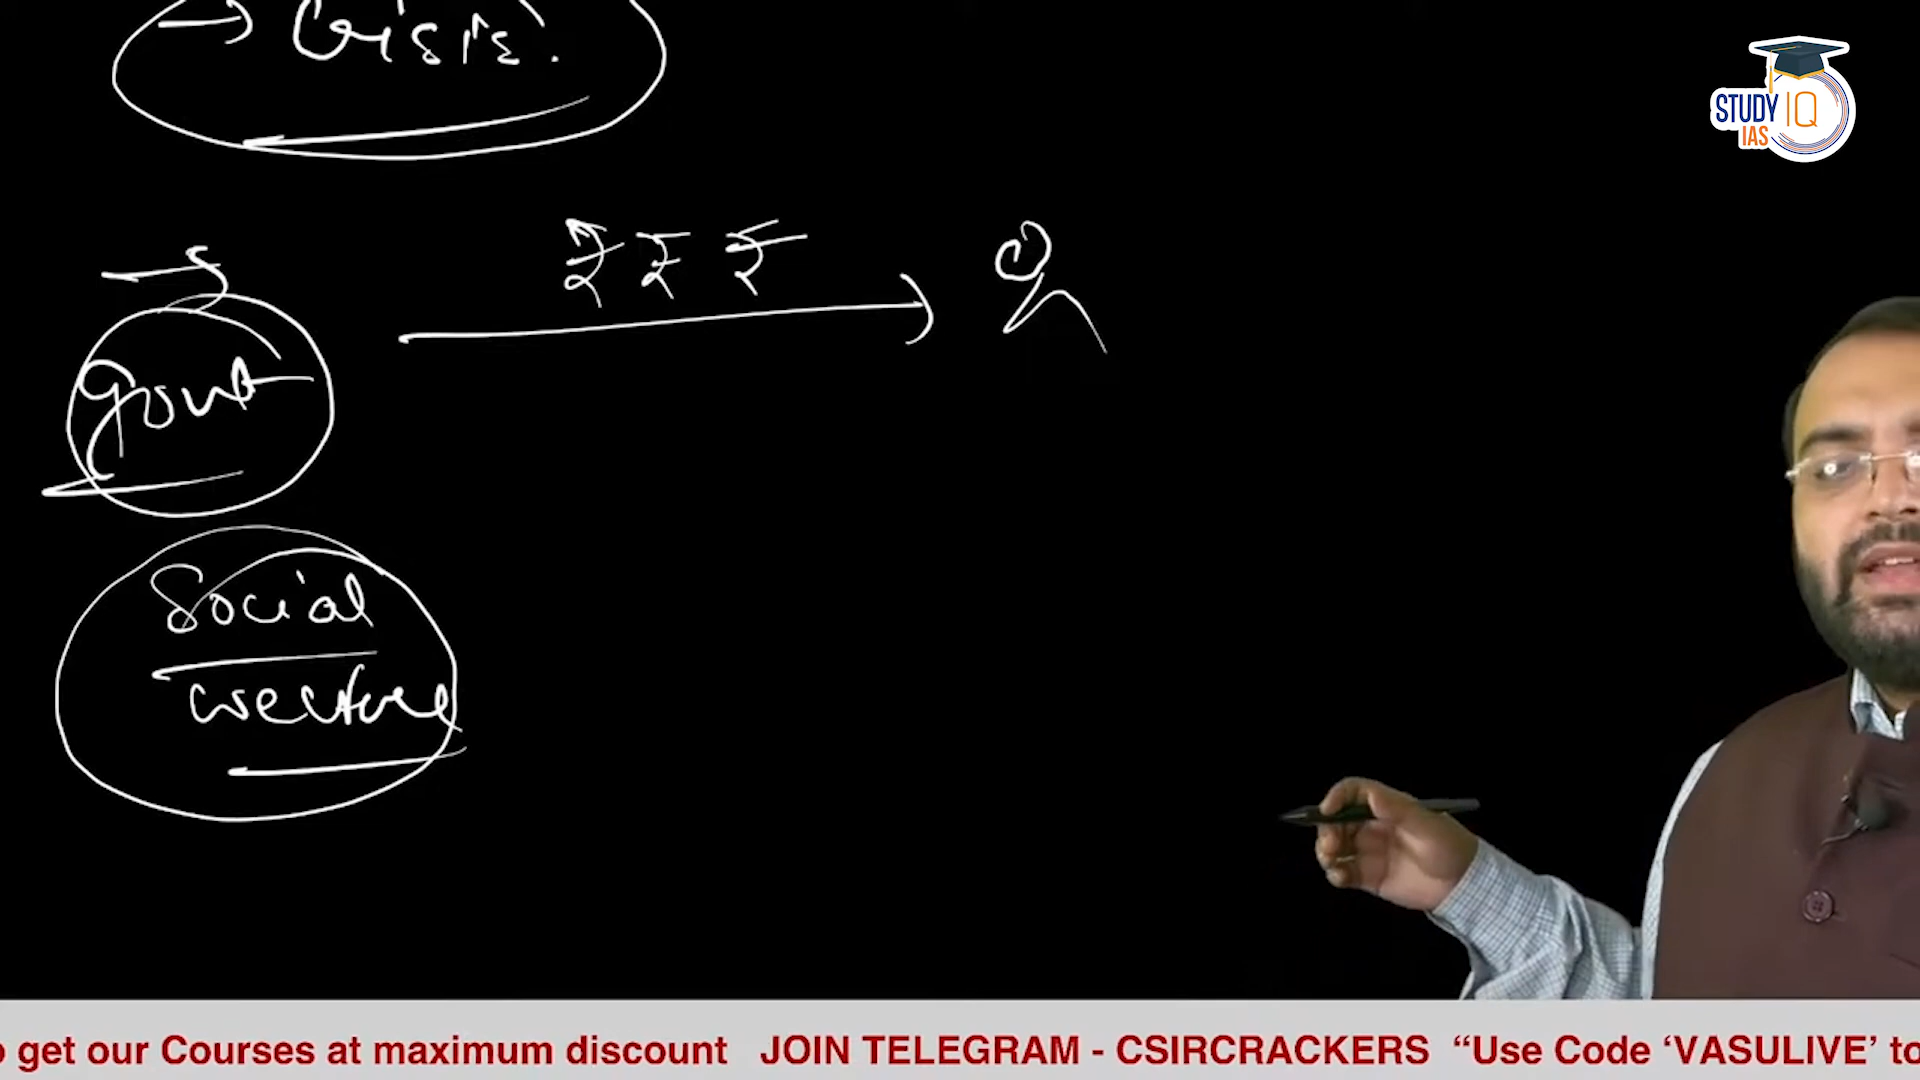 → Crisis.
STUDY IQ
IAS
₹ ₹ ₹
Govt
Social
welfare
o get our Courses at maximum discount JOIN TELEGRAM - CSIRCRACKERS “Use Code ‘VASULIVE’ to